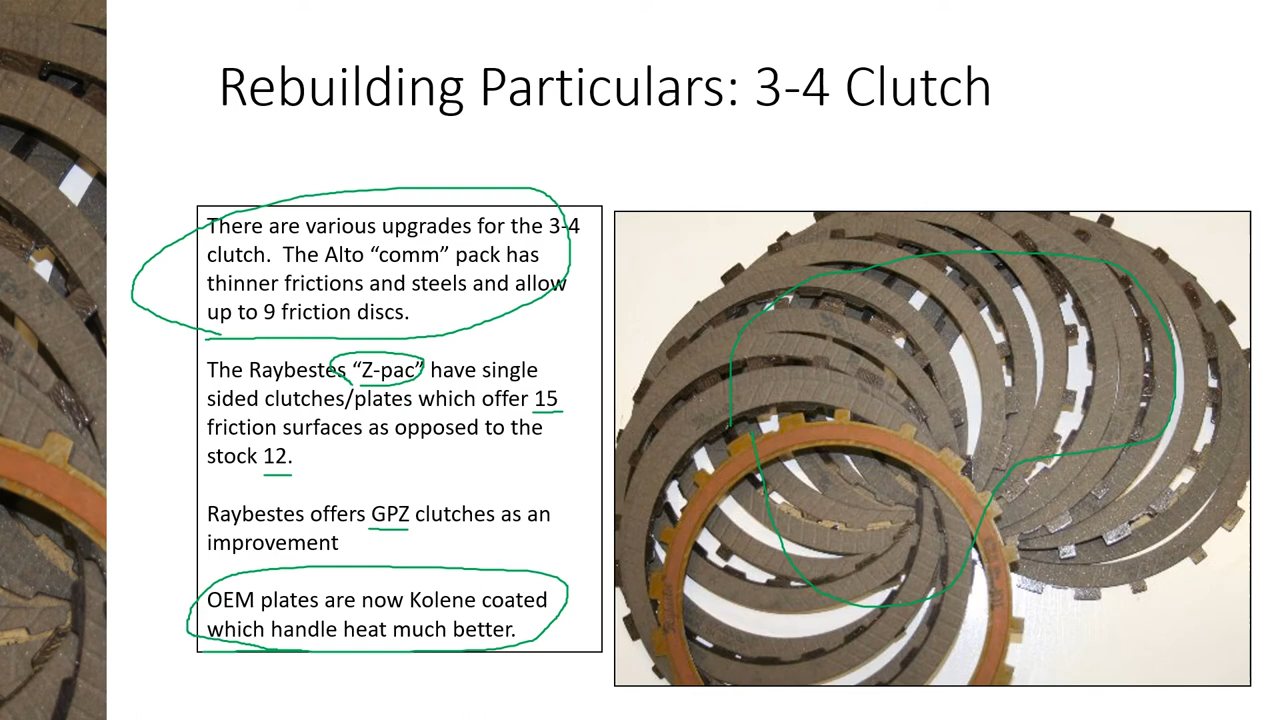 Rebuilding Particulars: 3-4 Clutch
There are various upgrades for the 3-4
clutch.  The Alto “comm” pack has
thinner frictions and steels and allow
up to 9 friction discs.
The Raybestes “Z-pac” have single
sided clutches/plates which offer 15
friction surfaces as opposed to the
stock 12.
Raybestes offers GPZ clutches as an
improvement
OEM plates are now Kolene coated
which handle heat much better.